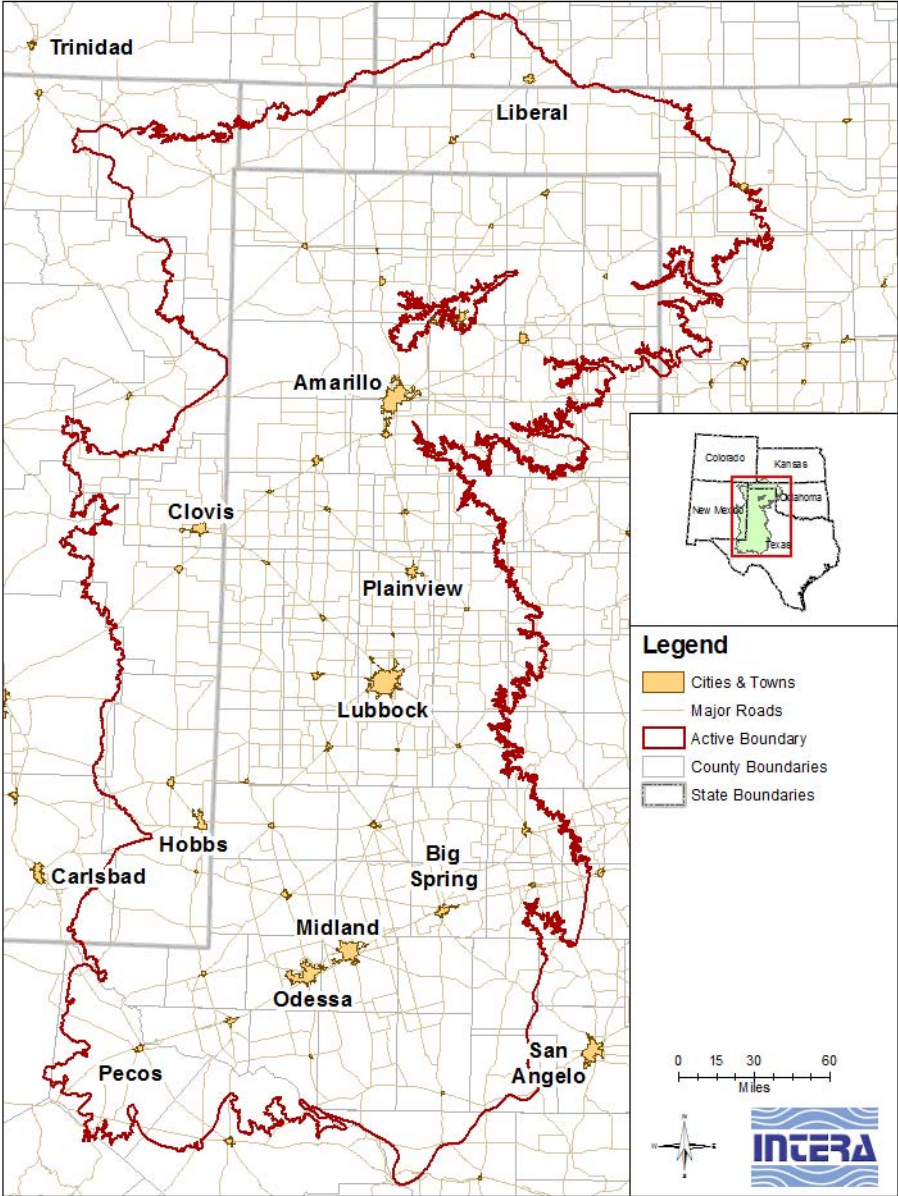 Trinidad
Liberal
Amarillo
Clovis
Plainview
Lubbock
Hobbs
Carlsbad
Big
Spring
Midland
Odessa
Pecos
San
Angelo
Colorado
Kansas
New Mexico
Oklahoma
Texas
Legend
Cities & Towns
Major Roads
Active Boundary
County Boundaries
State Boundaries
0 15 30 60
Miles
N
W E
S
INTERA